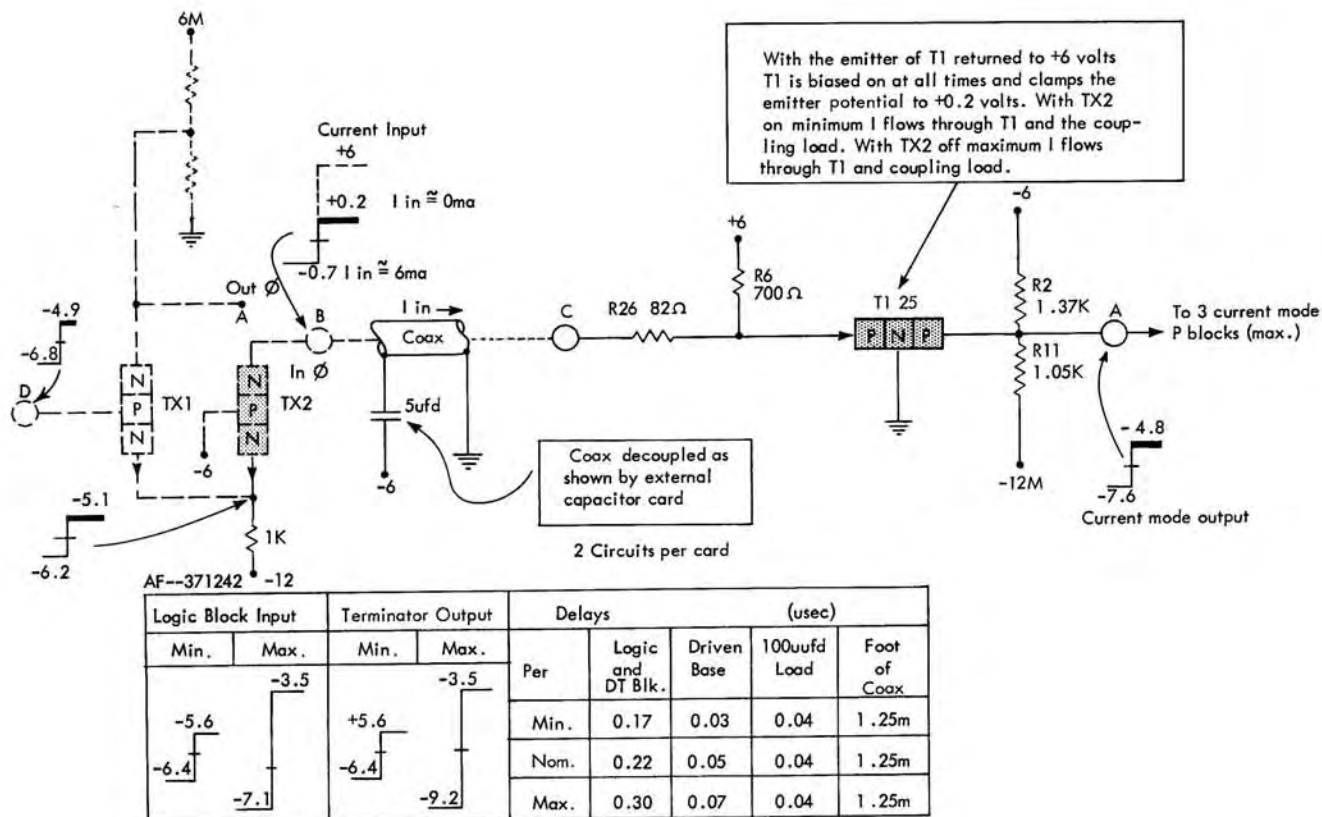 6M
With the emitter of T1 returned to +6 volts
T1 is biased on at all times and clamps the
emitter potential to +0.2 volts. With TX2
on minimum I flows through T1 and the coup-
ling load. With TX2 off maximum I flows
through T1 and coupling load.
Current Input
+6
+0.2 I in ≅ 0ma
-0.7 I in ≅ 6ma
Out Ø
A
B
In Ø
I in →
Coax
C
R26 82Ω
+6
R6
700Ω
T1 25
P N P
-6
R2
1.37K
A
To 3 current mode
P blocks (max.)
R11
1.05K
-12M
-4.8
-7.6
Current mode output
-4.9
-6.8
D
N
P
N
TX1
N
P
N
TX2
-6
5ufd
-6
Coax decoupled as
shown by external
capacitor card
-5.1
-6.2
1K
-12
2 Circuits per card
AF--371242
Logic Block Input
Terminator Output
Delays (usec)
Min. Max. Min. Max.
Per
Logic
and
DT Blk.
Driven
Base
100uufd
Load
Foot
of
Coax
-5.6
-6.4
-3.5
-7.1
+5.6
-6.4
-3.5
-9.2
Min. 0.17 0.03 0.04 1.25m
Nom. 0.22 0.05 0.04 1.25m
Max. 0.30 0.07 0.04 1.25m